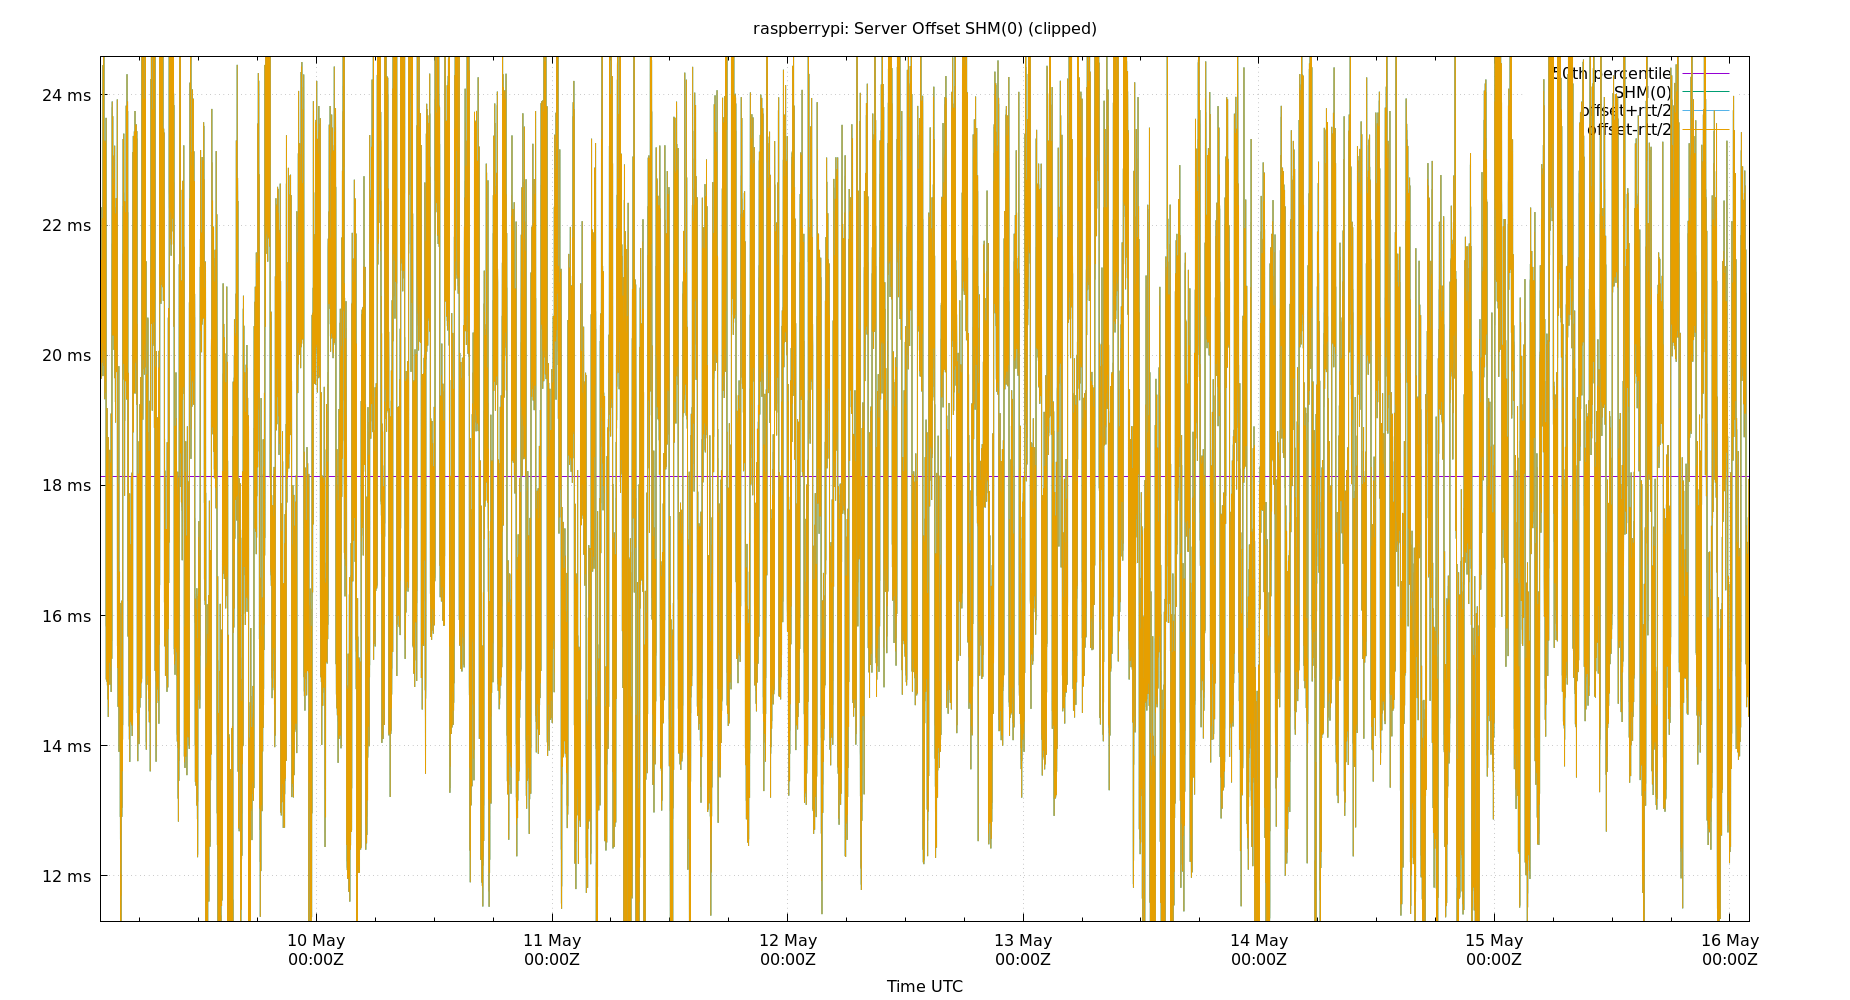 raspberrypi: Server Offset SHM(0) (clipped)
50th percentile
SHM(0)
offset+rtt/2
offset-rtt/2
24 ms
22 ms
20 ms
18 ms
16 ms
14 ms
12 ms
10 May 11 May 12 May 13 May 14 May 15 May 16 May
00:00Z 00:00Z 00:00Z 00:00Z 00:00Z 00:00Z 00:00Z
Time UTC